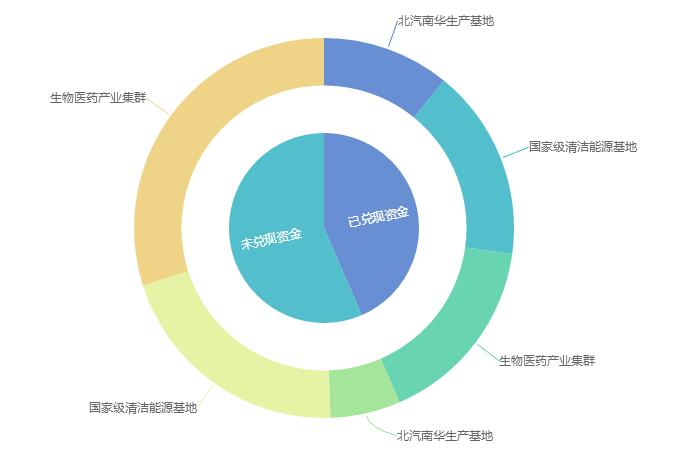 北汽南华生产基地
生物医药产业集群
国家级清洁能源基地
已兑现资金
未兑现资金
生物医药产业集群
国家级清洁能源基地
北汽南华生产基地